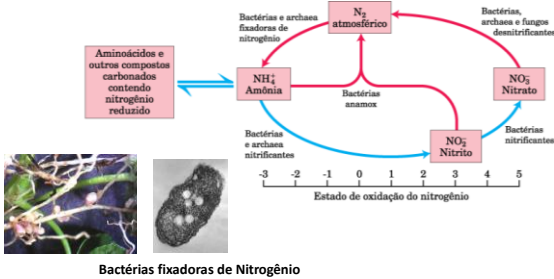 N₂
atmosférico
Bactérias e archaea
fixadoras de
nitrogênio
Bactérias,
archaea e fungos
desnitrificantes
Aminoácidos e
outros compostos
carbonados
contendo
nitrogênio
reduzido
NH₄⁺
Amônia
Bactérias
anamox
NO₃⁻
Nitrato
Bactérias
e archaea
nitrificantes
NO₂⁻
Nitrito
Bactérias
nitrificantes
-3 -2 -1 0 1 2 3 4 5
Estado de oxidação do nitrogênio
Bactérias fixadoras de Nitrogênio